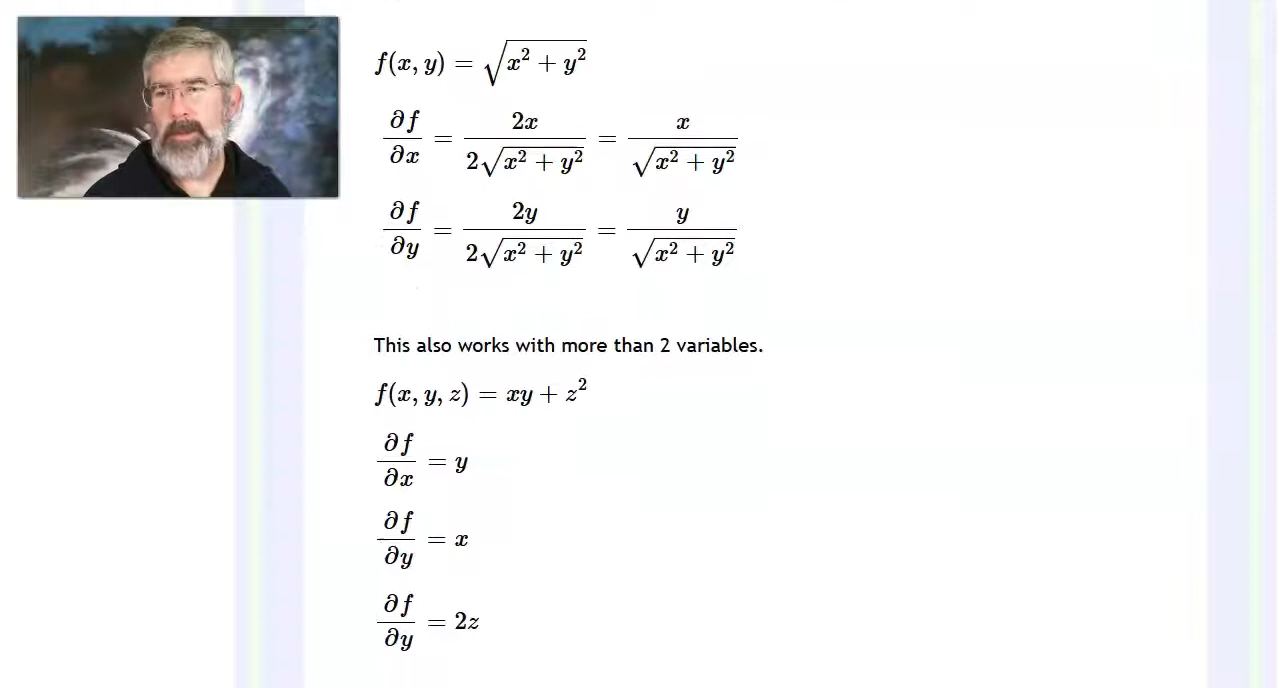 f(x, y) = √(x² + y²)
∂f/∂x = 2x/(2√(x² + y²)) = x/√(x² + y²)
∂f/∂y = 2y/(2√(x² + y²)) = y/√(x² + y²)
This also works with more than 2 variables.
f(x, y, z) = xy + z²
∂f/∂x = y
∂f/∂y = x
∂f/∂y = 2z